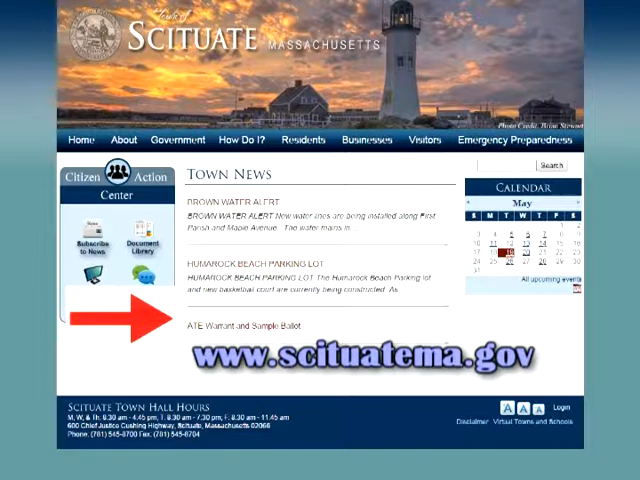 Town of
SCITUATE MASSACHUSETTS
Photo Credit, Brian Stewart
Home About Government How Do I? Residents Businesses Visitors Emergency Preparedness
Citizen Action
Center
Subscribe to News
Document Library
TOWN NEWS
BROWN WATER ALERT
BROWN WATER ALERT New water lines are being installed along First
Parish and Maple Avenue. The water mains in...
HUMAROCK BEACH PARKING LOT
HUMAROCK BEACH PARKING LOT The Humarock Beach Parking lot
and new basketball court are currently being constructed. As
ATE Warrant and Sample Ballot
www.scituatema.gov
Search
CALENDAR
« May »
S M T W T F S
1 2
3 4 5 6 7 8 9
10 11 12 13 14 15 16
17 18 19 20 21 22 23
24 25 26 27 28 29 30
31
All upcoming events
SCITUATE TOWN HALL HOURS
M, W, & Th: 8:30 am - 4:45 pm, T: 8:30 am - 7:30 pm, F: 8:30 am - 11:45 am
600 Chief Justice Cushing Highway, Scituate, Massachusetts 02066
Phone: (781) 545-8700 Fax: (781) 545-8704
A A A Login
Disclaimer Virtual Towns and Schools